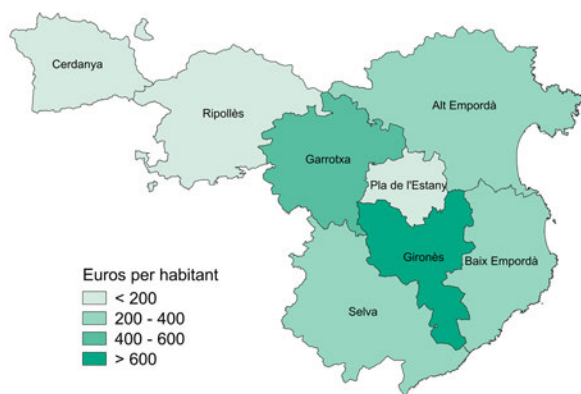 Cerdanya
Ripollès
Alt Empordà
Garrotxa
Pla de l'Estany
Gironès
Baix Empordà
Selva
Euros per habitant
< 200
200 - 400
400 - 600
> 600